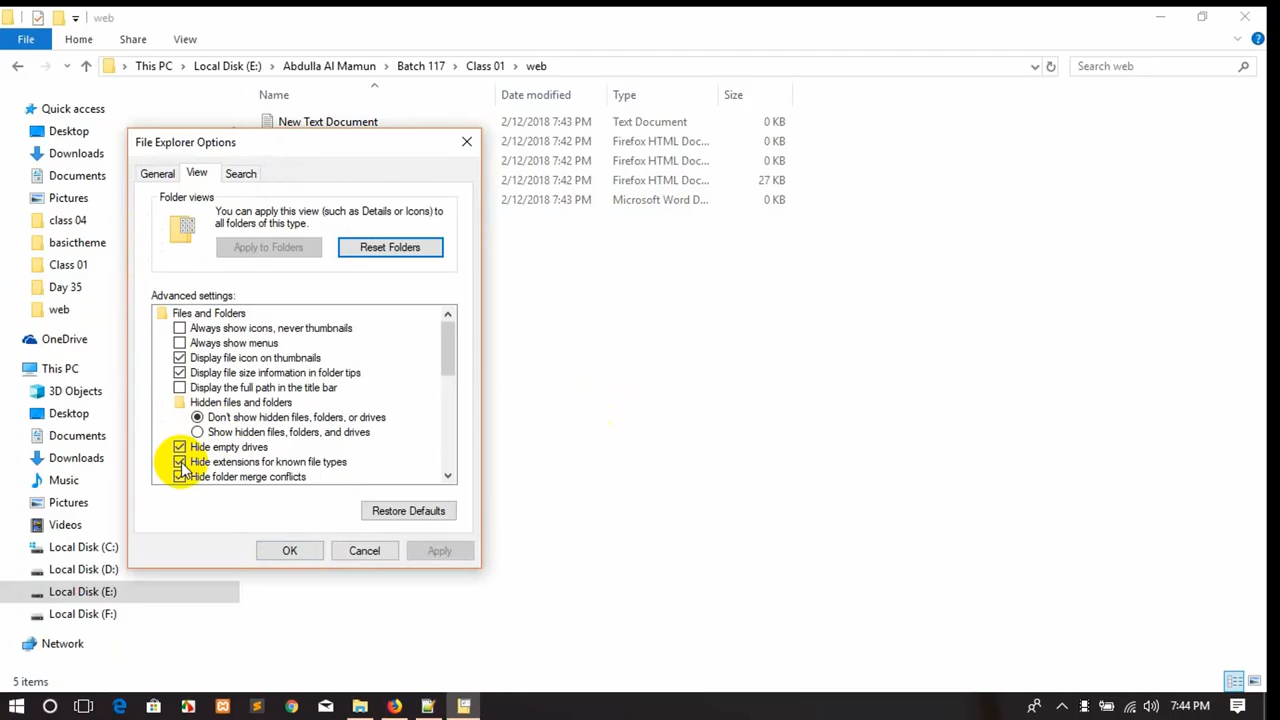 web
File Home Share View
This PC Local Disk (E:) Abdulla Al Mamun Batch 117 Class 01 web Search web
Name Date modified Type Size
Quick access
Desktop
Downloads
Documents
Pictures
class 04
basictheme
Class 01
Day 35
web
OneDrive
This PC
3D Objects
Desktop
Documents
Downloads
Music
Pictures
Videos
Local Disk (C:)
Local Disk (D:)
Local Disk (E:)
Local Disk (F:)
Network
New Text Document 2/12/2018 7:43 PM Text Document 0 KB
2/12/2018 7:42 PM Firefox HTML Doc... 0 KB
2/12/2018 7:42 PM Firefox HTML Doc... 0 KB
2/12/2018 7:42 PM Firefox HTML Doc... 27 KB
2/12/2018 7:43 PM Microsoft Word D... 0 KB
File Explorer Options
General View Search
Folder views
You can apply this view (such as Details or Icons) to
all folders of this type.
Apply to Folders Reset Folders
Advanced settings:
Files and Folders
Always show icons, never thumbnails
Always show menus
Display file icon on thumbnails
Display file size information in folder tips
Display the full path in the title bar
Hidden files and folders
Don't show hidden files, folders, or drives
Show hidden files, folders, and drives
Hide empty drives
Hide extensions for known file types
Hide folder merge conflicts
Restore Defaults
OK Cancel Apply
5 items
7:44 PM